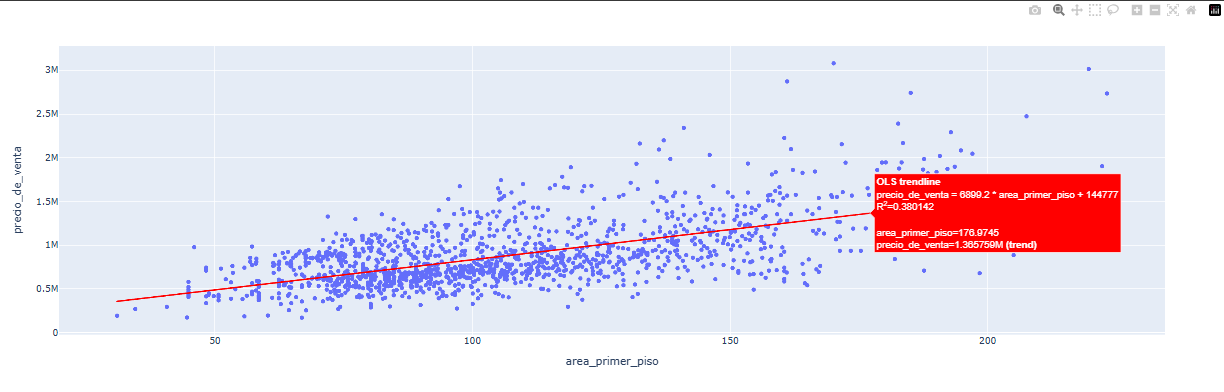 3M
2.5M
2M
1.5M
1M
0.5M
0
precio_de_venta
50
100
150
200
area_primer_piso
OLS trendline
precio_de_venta = 6899.2 * area_primer_piso + 144777
R²=0.380142
area_primer_piso=176.9745
precio_de_venta=1.365759M (trend)